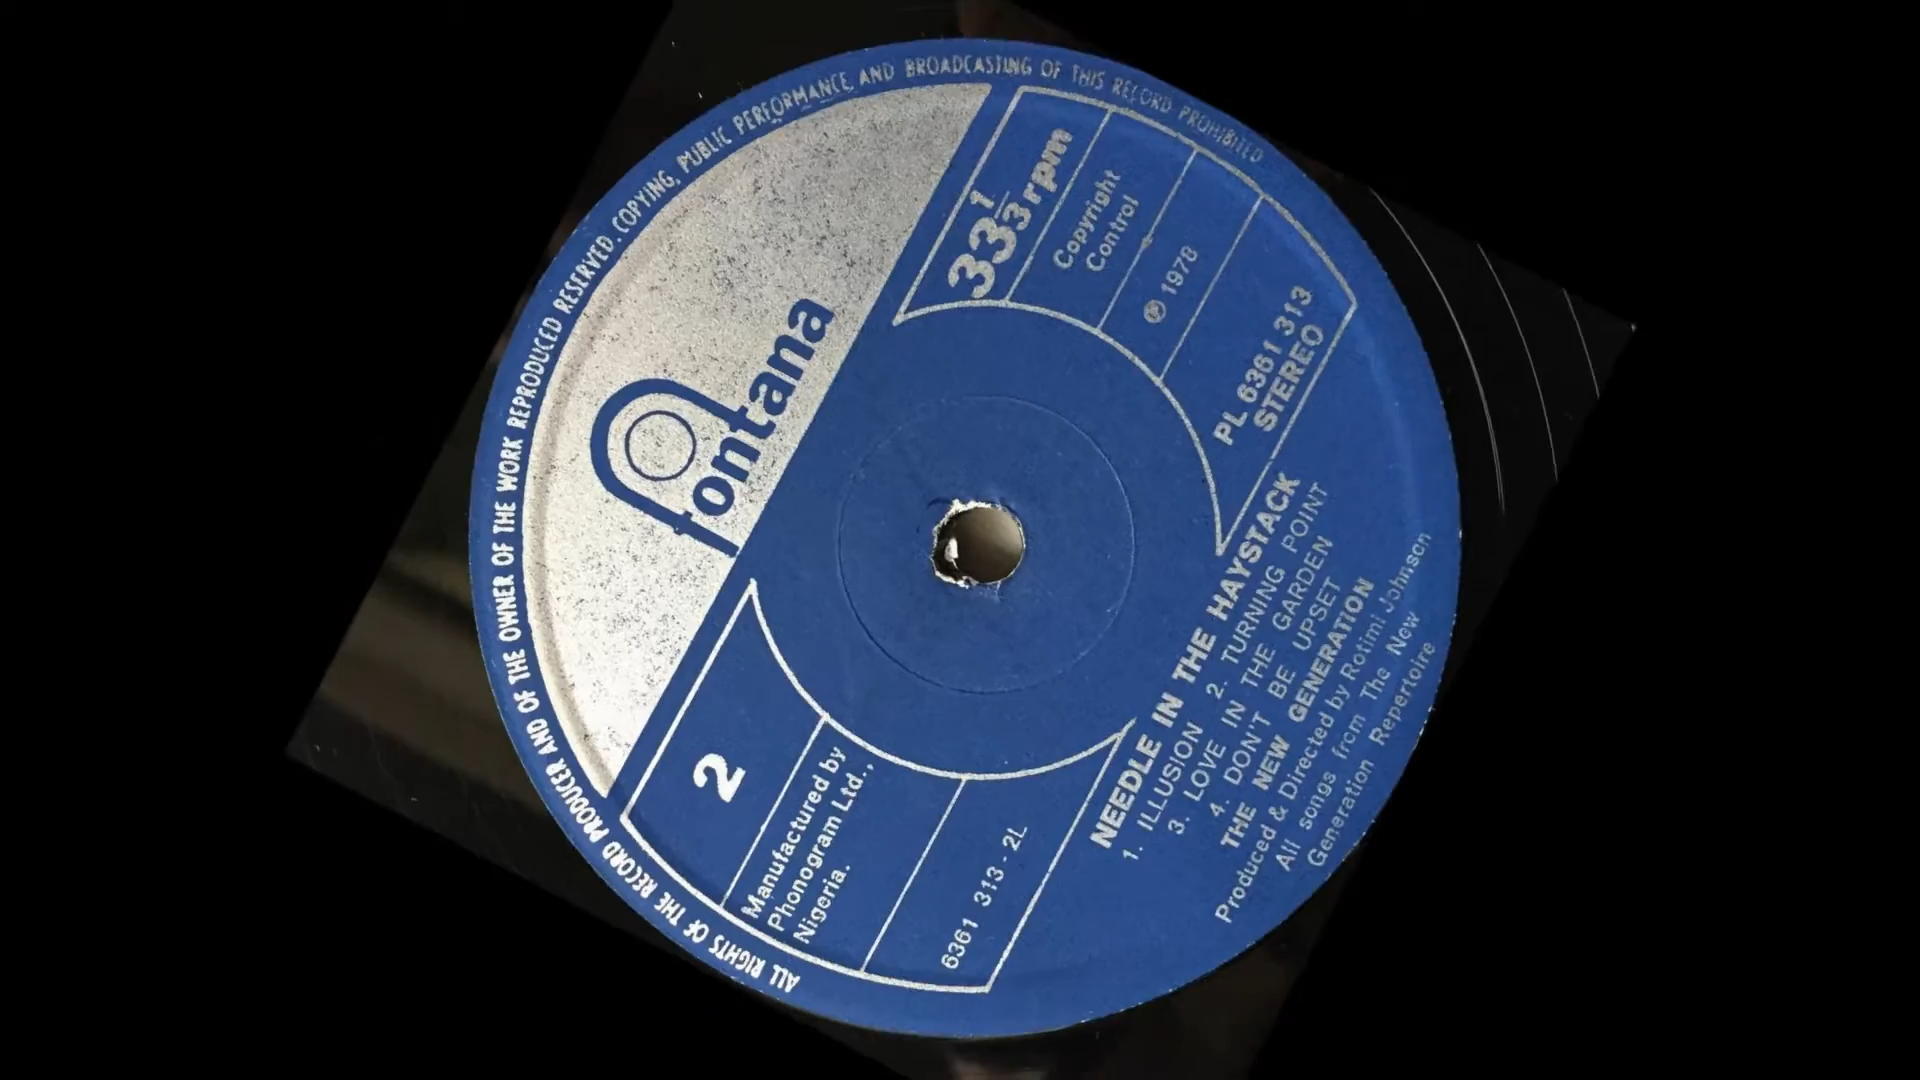 ALL RIGHTS OF THE RECORD PRODUCER AND OF THE OWNER OF THE WORK REPRODUCED RESERVED. COPYING, PUBLIC PERFORMANCE, AND BROADCASTING OF THIS RECORD PROHIBITED
fontana
33 1/3 rpm
Copyright
Control
℗ 1978
PL 6361 313
STEREO
2
Manufactured by
Phonogram Ltd.,
Nigeria.
6361 313 - 2L
NEEDLE IN THE HAYSTACK
1. ILLUSION 2. TURNING POINT
3. LOVE IN THE GARDEN
4. DON'T BE UPSET
THE NEW GENERATION
Produced & Directed by Rotimi Johnson
All songs from The New
Generation Repertoire